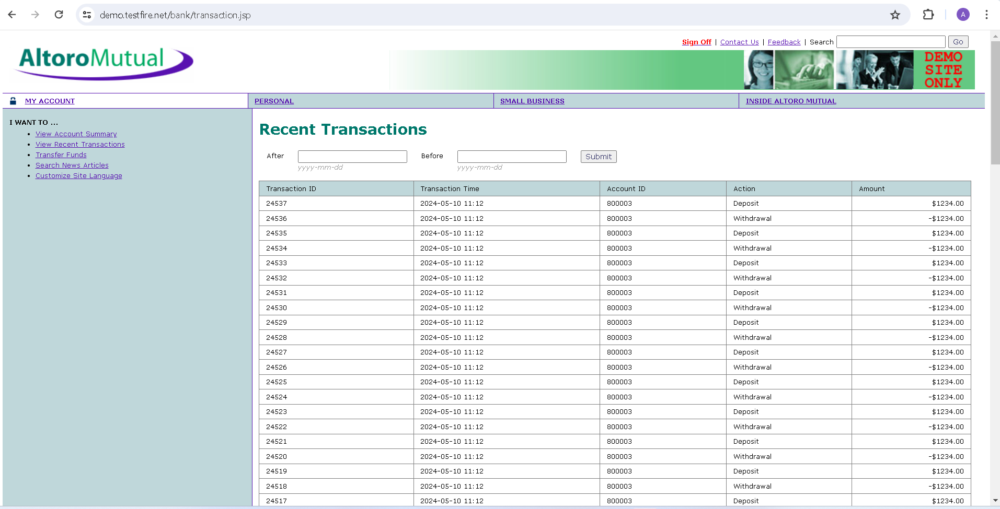 demo.testfire.net/bank/transaction.jsp
A
Sign Off | Contact Us | Feedback | Search Go
AltoroMutual
DEMO
SITE
ONLY
MY ACCOUNT PERSONAL SMALL BUSINESS INSIDE ALTORO MUTUAL
I WANT TO ...
• View Account Summary
• View Recent Transactions
• Transfer Funds
• Search News Articles
• Customize Site Language
Recent Transactions
After Before Submit
yyyy-mm-dd yyyy-mm-dd
Transaction ID Transaction Time Account ID Action Amount
24537 2024-05-10 11:12 800003 Deposit $1234.00
24536 2024-05-10 11:12 800003 Withdrawal -$1234.00
24535 2024-05-10 11:12 800003 Deposit $1234.00
24534 2024-05-10 11:12 800003 Withdrawal -$1234.00
24533 2024-05-10 11:12 800003 Deposit $1234.00
24532 2024-05-10 11:12 800003 Withdrawal -$1234.00
24531 2024-05-10 11:12 800003 Deposit $1234.00
24530 2024-05-10 11:12 800003 Withdrawal -$1234.00
24529 2024-05-10 11:12 800003 Deposit $1234.00
24528 2024-05-10 11:12 800003 Withdrawal -$1234.00
24527 2024-05-10 11:12 800003 Deposit $1234.00
24526 2024-05-10 11:12 800003 Withdrawal -$1234.00
24525 2024-05-10 11:12 800003 Deposit $1234.00
24524 2024-05-10 11:12 800003 Withdrawal -$1234.00
24523 2024-05-10 11:12 800003 Deposit $1234.00
24522 2024-05-10 11:12 800003 Withdrawal -$1234.00
24521 2024-05-10 11:12 800003 Deposit $1234.00
24520 2024-05-10 11:12 800003 Withdrawal -$1234.00
24519 2024-05-10 11:12 800003 Deposit $1234.00
24518 2024-05-10 11:12 800003 Withdrawal -$1234.00
24517 2024-05-10 11:12 800003 Deposit $1234.00